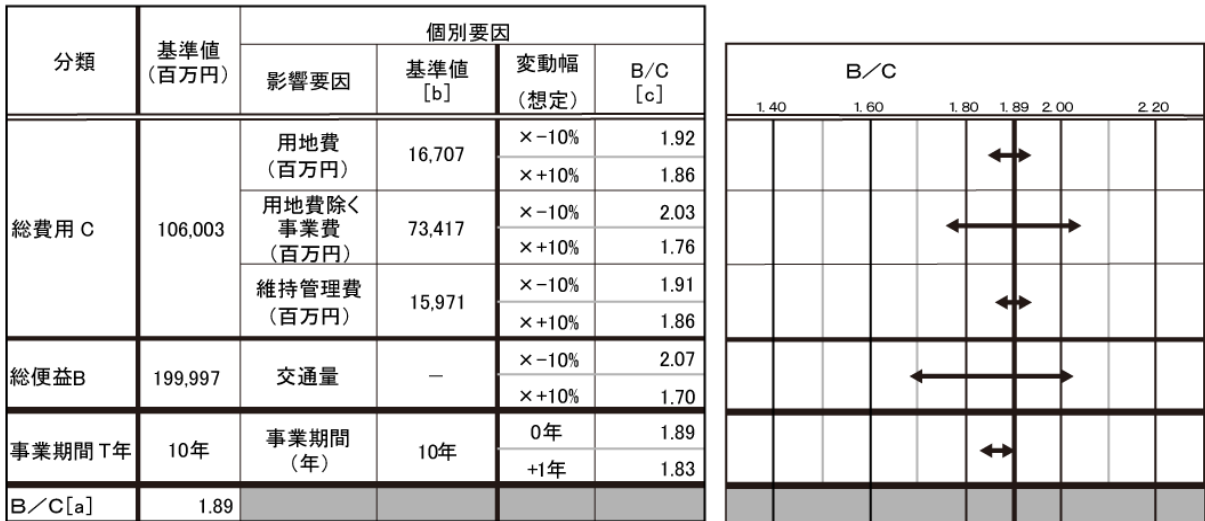 分類
基準値
(百万円)
個別要因
影響要因
基準値
[b]
変動幅
(想定)
B/C
[c]
総費用 C
106,003
用地費
(百万円)
16,707
×-10%
1.92
×+10%
1.86
用地費除く
事業費
(百万円)
73,417
×-10%
2.03
×+10%
1.76
維持管理費
(百万円)
15,971
×-10%
1.91
×+10%
1.86
総便益B
199,997
交通量
－
×-10%
2.07
×+10%
1.70
事業期間 T年
10年
事業期間
(年)
10年
0年
1.89
+1年
1.83
B／C[a]
1.89
B／C
1.40 1.60 1.80 1.89 2.00 2.20